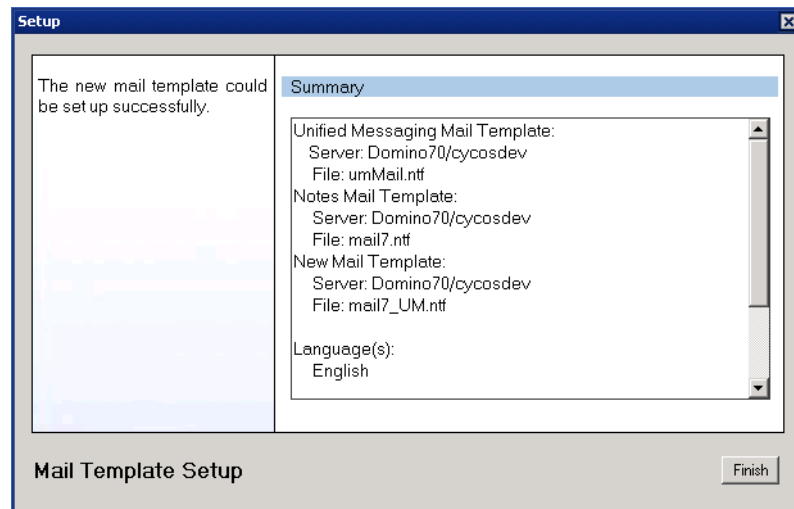 Setup
The new mail template could
be set up successfully.
Summary
Unified Messaging Mail Template:
Server: Domino70/cycosdev
File: umMail.ntf
Notes Mail Template:
Server: Domino70/cycosdev
File: mail7.ntf
New Mail Template:
Server: Domino70/cycosdev
File: mail7_UM.ntf
Language(s):
English
Mail Template Setup
Finish